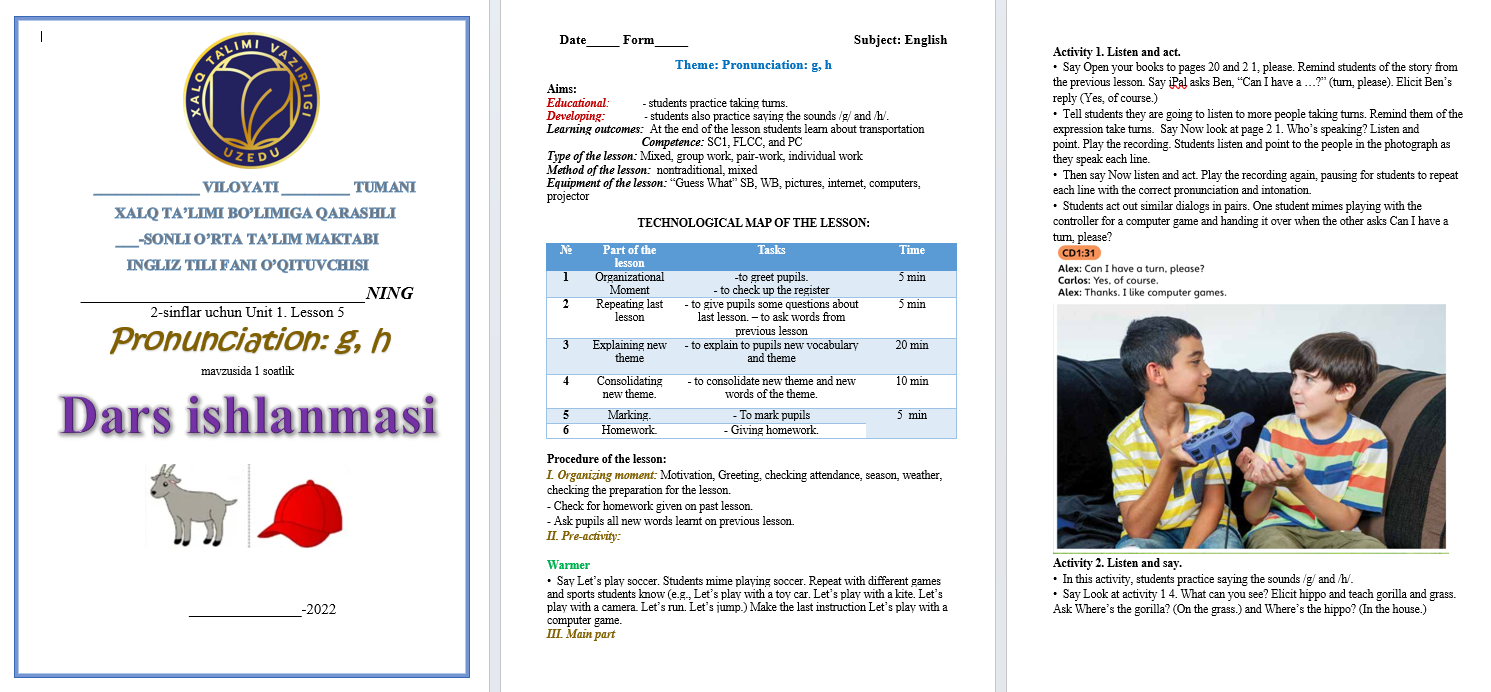 XALQ TA'LIMI VAZIRLIGI
UZEDU
_____________ VILOYATI ________ TUMANI
XALQ TA'LIMI BO'LIMIGA QARASHLI
___-SONLI O'RTA TA'LIM MAKTABI
INGLIZ TILI FANI O'QITUVCHISI
______________________________NING
2-sinflar uchun Unit 1. Lesson 5
Pronunciation: g, h
mavzusida 1 soatlik
Dars ishlanmasi
_______________-2022
Date_____ Form_____ Subject: English
Theme: Pronunciation: g, h
Aims:
Educational: - students practice taking turns.
Developing: - students also practice saying the sounds /g/ and /h/.
Learning outcomes: At the end of the lesson students learn about transportation
Competence: SC1, FLCC, and PC
Type of the lesson: Mixed, group work, pair-work, individual work
Method of the lesson: nontraditional, mixed
Equipment of the lesson: “Guess What” SB, WB, pictures, internet, computers,
projector
TECHNOLOGICAL MAP OF THE LESSON:
№ Part of the Tasks Time
lesson
1 Organizational -to greet pupils. 5 min
Moment - to check up the register
2 Repeating last - to give pupils some questions about 5 min
lesson last lesson. – to ask words from
previous lesson
3 Explaining new - to explain to pupils new vocabulary 20 min
theme and theme
4 Consolidating - to consolidate new theme and new 10 min
new theme. words of the theme.
5 Marking. - To mark pupils 5 min
6 Homework. - Giving homework.
Procedure of the lesson:
I. Organizing moment: Motivation, Greeting, checking attendance, season, weather,
checking the preparation for the lesson.
- Check for homework given on past lesson.
- Ask pupils all new words learnt on previous lesson.
II. Pre-activity:
Warmer
• Say Let’s play soccer. Students mime playing soccer. Repeat with different games
and sports students know (e.g., Let’s play with a toy car. Let’s play with a kite. Let’s
play with a camera. Let’s run. Let’s jump.) Make the last instruction Let’s play with a
computer game.
III. Main part
Activity 1. Listen and act.
• Say Open your books to pages 20 and 2 1, please. Remind students of the story from
the previous lesson. Say iPal asks Ben, “Can I have a …?” (turn, please). Elicit Ben’s
reply (Yes, of course.)
• Tell students they are going to listen to more people taking turns. Remind them of the
expression take turns. Say Now look at page 2 1. Who’s speaking? Listen and
point. Play the recording. Students listen and point to the people in the photograph as
they speak each line.
• Then say Now listen and act. Play the recording again, pausing for students to repeat
each line with the correct pronunciation and intonation.
• Students act out similar dialogs in pairs. One student mimes playing with the
controller for a computer game and handing it over when the other asks Can I have a
turn, please?
CD1:31
Alex: Can I have a turn, please?
Carlos: Yes, of course.
Alex: Thanks. I like computer games.
Activity 2. Listen and say.
• In this activity, students practice saying the sounds /g/ and /h/.
• Say Look at activity 1 4. What can you see? Elicit hippo and teach gorilla and grass.
Ask Where’s the gorilla? (On the grass.) and Where’s the hippo? (In the house.)